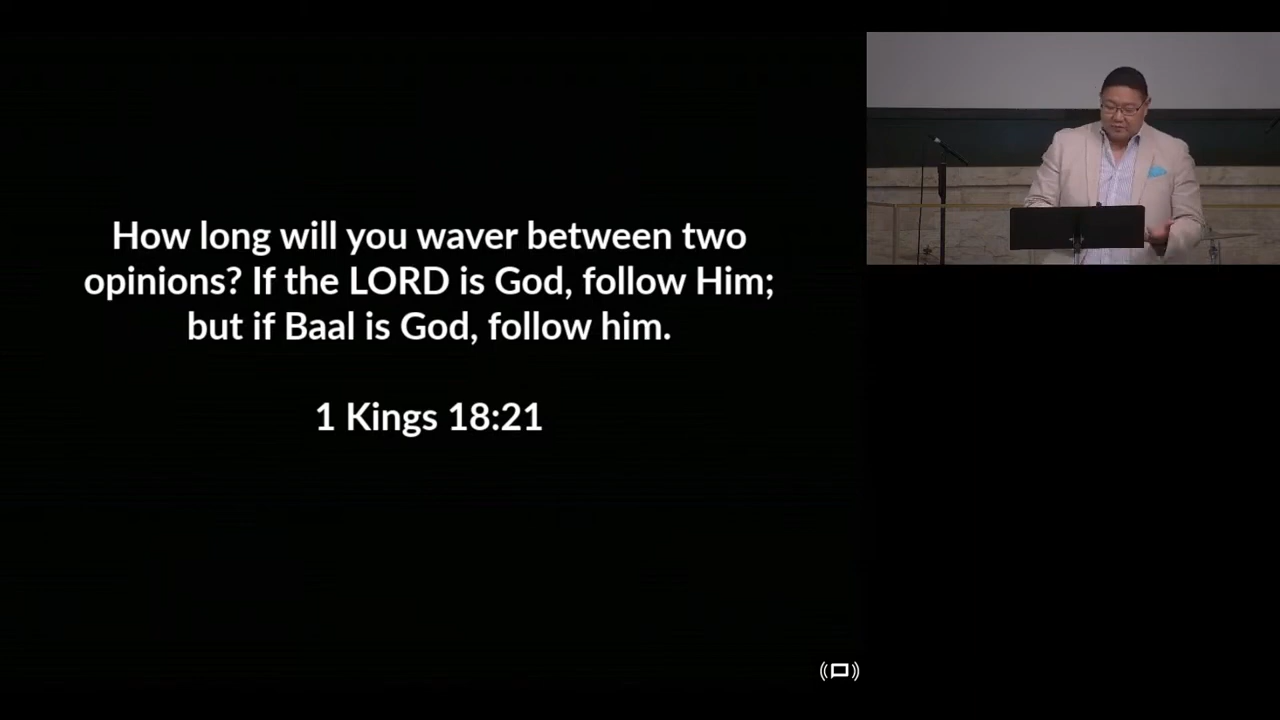 How long will you waver between two
opinions? If the LORD is God, follow Him;
but if Baal is God, follow him.
1 Kings 18:21